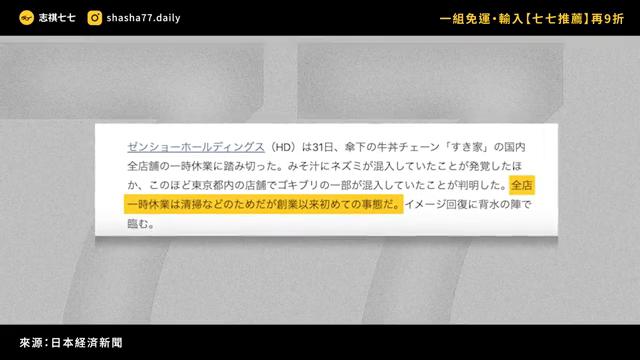 志祺七七
shasha77.daily
一組免運•輸入【七七推薦】再9折
ゼンショーホールディングス（HD）は31日、傘下の牛丼チェーン「すき家」の国内
全店舗の一時休業に踏み切った。みそ汁にネズミが混入していたことが発覚したほ
か、このほど東京都内の店舗でゴキブリの一部が混入していたことが判明した。全店
一時休業は清掃などのためだが創業以来初めての事態だ。イメージ回復に背水の陣で
臨む。
來源：日本經済新聞